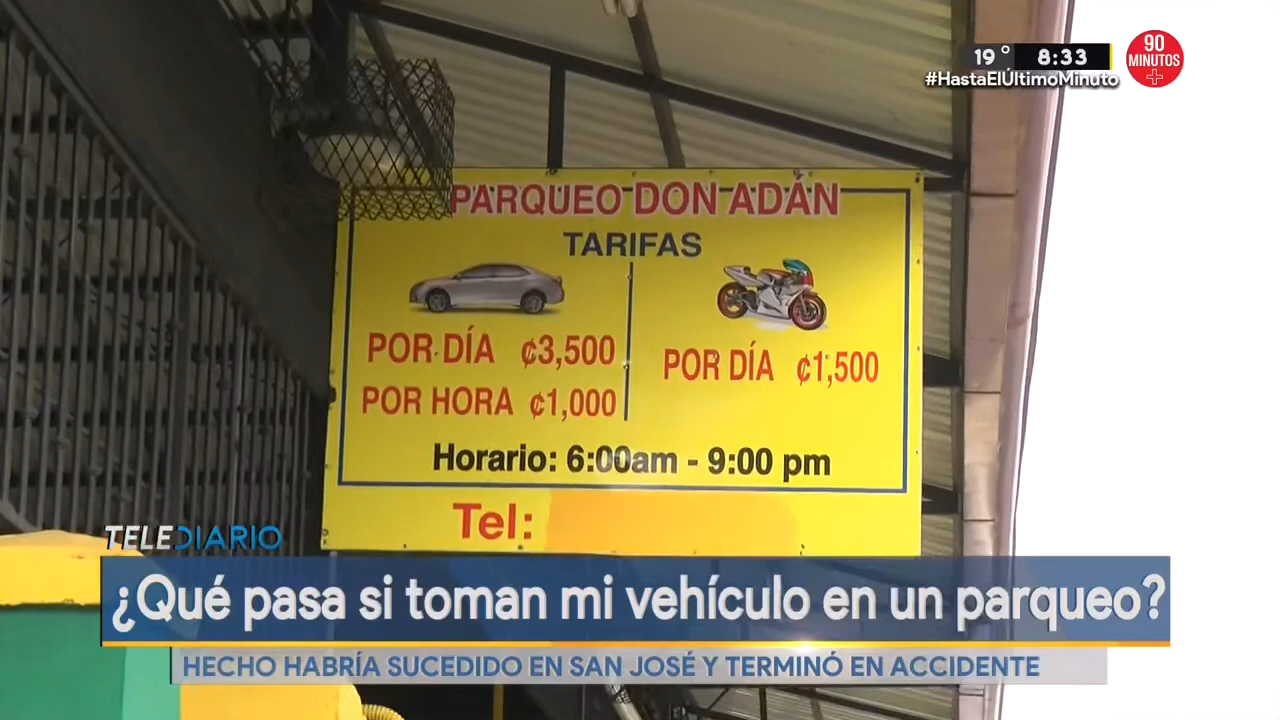 19° 8:33
90
MINUTOS
#HastaElÚltimoMinuto
PARQUEO DON ADÁN
TARIFAS
POR DÍA ₡3,500
POR HORA ₡1,000
POR DÍA ₡1,500
Horario: 6:00am - 9:00 pm
Tel:
TELEDIARIO
¿Qué pasa si toman mi vehículo en un parqueo?
HECHO HABRÍA SUCEDIDO EN SAN JOSÉ Y TERMINÓ EN ACCIDENTE